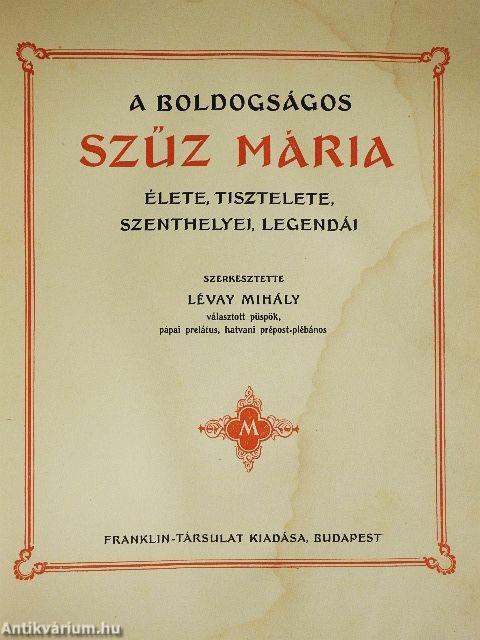 A BOLDOGSÁGOS
SZŰZ MÁRIA
ÉLETE, TISZTELETE,
SZENTHELYEI, LEGENDÁI
SZERKESZTETTE
LÉVAY MIHÁLY
választott püspök,
pápai prelátus, hatvani prépost-plébános
M
FRANKLIN-TÁRSULAT KIADÁSA, BUDAPEST
Antikvárium.hu